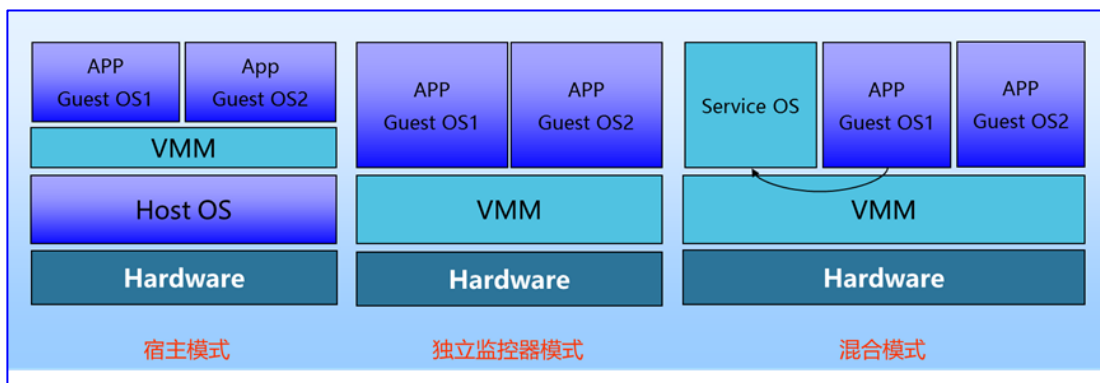 APP
Guest OS1
App
Guest OS2
VMM
Host OS
Hardware
宿主模式
APP
Guest OS1
APP
Guest OS2
VMM
Hardware
独立监控器模式
Service OS
APP
Guest OS1
APP
Guest OS2
VMM
Hardware
混合模式